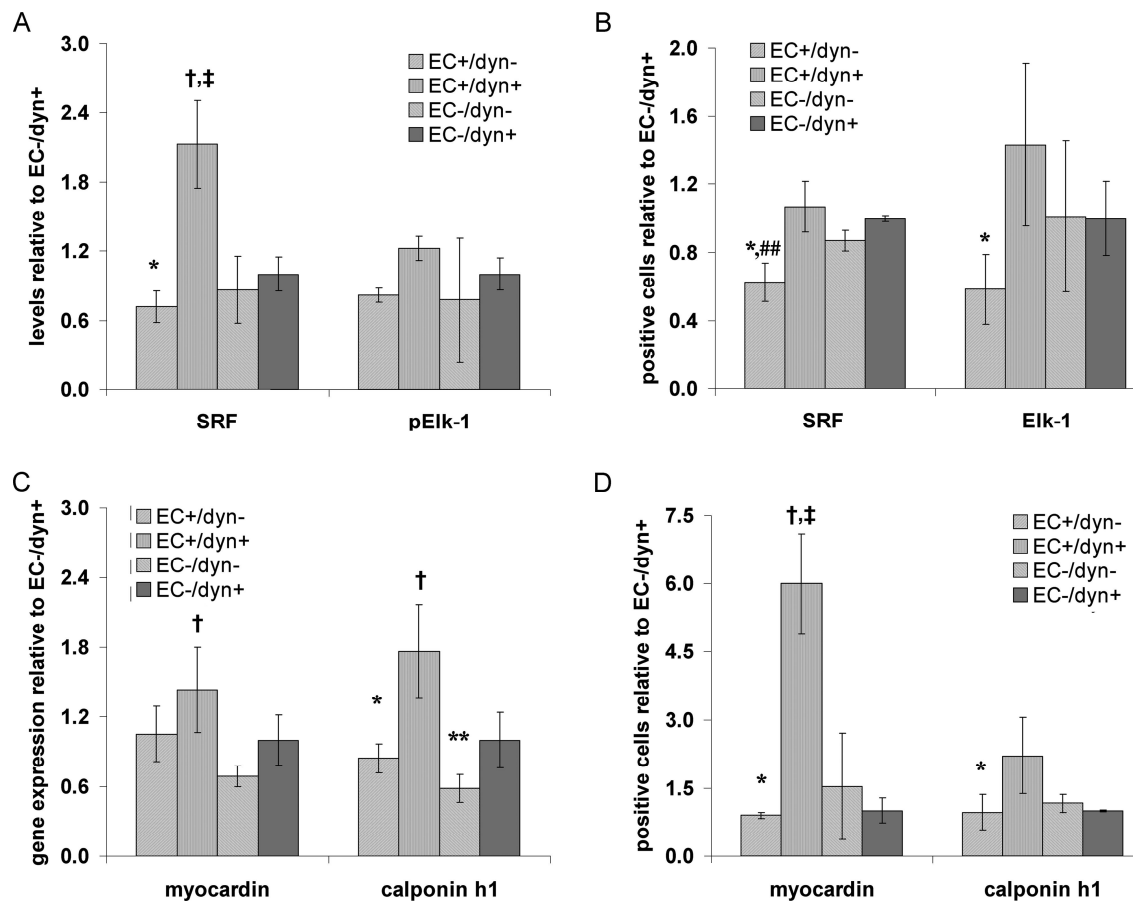 A
levels relative to EC-/dyn+
3.0
2.4
1.8
1.2
0.6
0.0
†,‡
*
EC+/dyn-
EC+/dyn+
EC-/dyn-
EC-/dyn+
SRF
pElk-1
B
positive cells relative to EC-/dyn+
2.0
1.6
1.2
0.8
0.4
0.0
EC+/dyn-
EC+/dyn+
EC-/dyn-
EC-/dyn+
*,##
*
SRF
Elk-1
C
gene expression relative to EC-/dyn+
3.0
2.4
1.8
1.2
0.6
0.0
EC+/dyn-
EC+/dyn+
EC-/dyn-
EC-/dyn+
†
†
*
**
myocardin
calponin h1
D
positive cells relative to EC-/dyn+
7.5
6.0
4.5
3.0
1.5
0.0
†,‡
EC+/dyn-
EC+/dyn+
EC-/dyn-
EC-/dyn+
*
*
myocardin
calponin h1